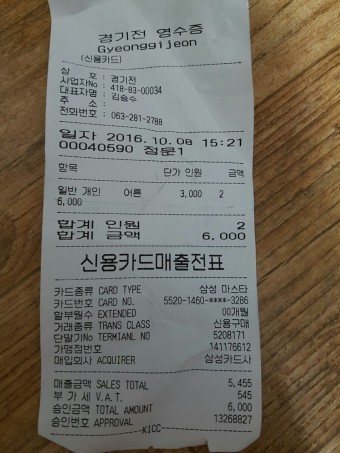 경기전 영수증
Gyeonggijeon
(신용카드)
상 호 : 경기전
사업자No : 418-83-00034
대표자명 : 김승수
주 소 :
전화번호 : 063-281-2788
일자 2016.10.08 15:21
00040590 정문1
항목 단가 인원 금액
일반 개인 어른 3,000 2
6,000
합계 인원 2
합계 금액 6,000
신용카드매출전표
카드종류 CARD TYPE 삼성 마스타
카드번호 CARD NO. 5520-1460-****-3286
할부월수 EXTENDED 00개월
거래종류 TRANS CLASS 신용구매
단말기No TERMIANL NO 5208171
가맹점번호 141176612
매입회사 ACQUIRER 삼성카드사
매출금액 SALES TOTAL 5,455
부 가 세 V.A.T. 545
승인금액 TOTAL AMOUNT 6,000
승인번호 APPROVAL 13268827
KICC